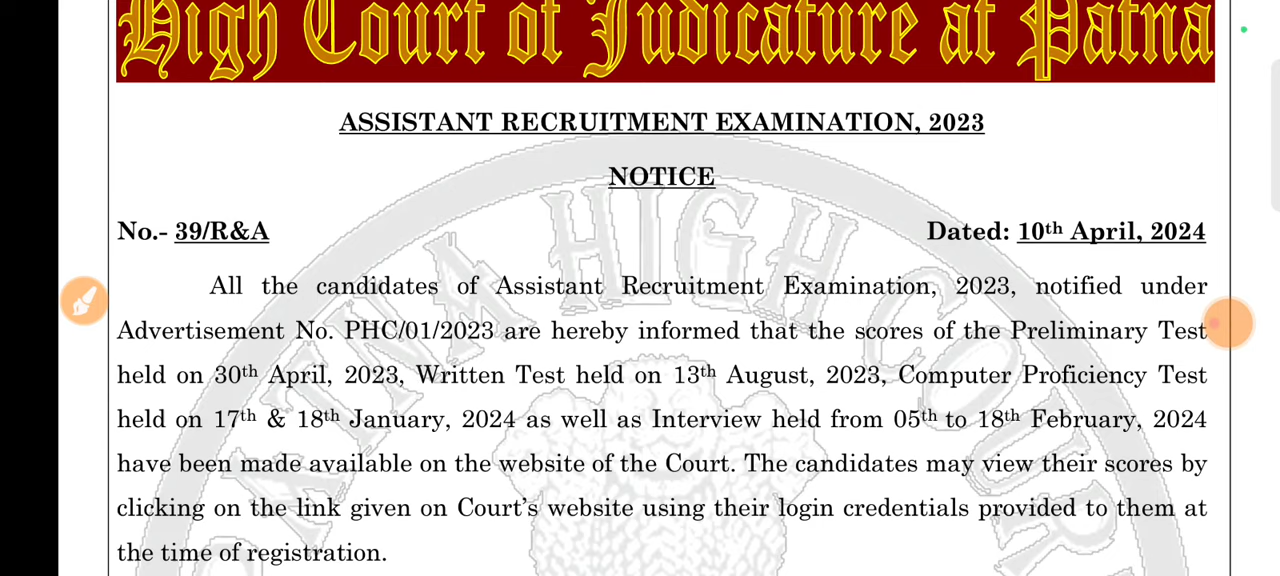 High Court of Judicature at Patna
ASSISTANT RECRUITMENT EXAMINATION, 2023
NOTICE
No.- 39/R&A Dated: 10th April, 2024
All the candidates of Assistant Recruitment Examination, 2023, notified under
Advertisement No. PHC/01/2023 are hereby informed that the scores of the Preliminary Test
held on 30th April, 2023, Written Test held on 13th August, 2023, Computer Proficiency Test
held on 17th & 18th January, 2024 as well as Interview held from 05th to 18th February, 2024
have been made available on the website of the Court. The candidates may view their scores by
clicking on the link given on Court's website using their login credentials provided to them at
the time of registration.
PATNA HIGH COURT